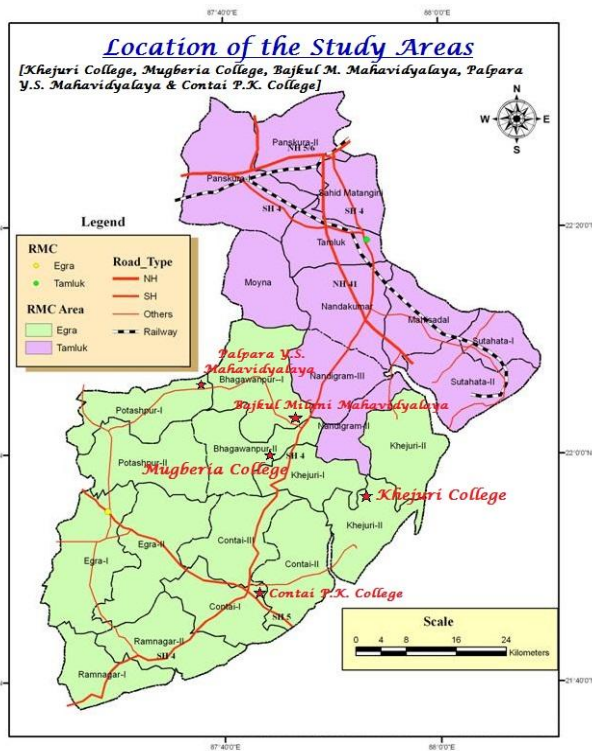 87°40'0"E
88°0'0"E
Location of the Study Areas
[Khejuri College, Mugberia College, Bajkul M. Mahavidyalaya, Palpara
Y.S. Mahavidyalaya & Contai P.K. College]
N
W
E
S
Panskura-II
NH 5/6
Panskura-I
Sahid Matangini
SH 4
SH 4
Legend
RMC
Egra
Tamluk
RMC Area
Egra
Tamluk
Road_Type
NH
SH
Others
Railway
22°20'0"N
Tamluk
Moyna
NH 41
Nandakumar
Mahisadal
Sutahata-I
Sutahata-II
Palpara Y.S.
Mahavidyalaya
Bhagawanpur-I
Nandigram-III
Potashpur-I
Bajkul Milani Mahavidyalaya
Nandigram-II
Bhagawanpur-II
SH 4
Khejuri-II
22°0'0"N
Potashpur-II
Mugberia College
Khejuri-I
Khejuri College
Khejuri-II
Egra-II
Contai-III
Egra-I
Contai-II
Contai P.K. College
Contai-I
SH 5
Ramnagar-II
SH 4
Ramnagar-I
Scale
0 4 8 16 24
Kilometers
21°40'0"N
87°40'0"E
88°0'0"E